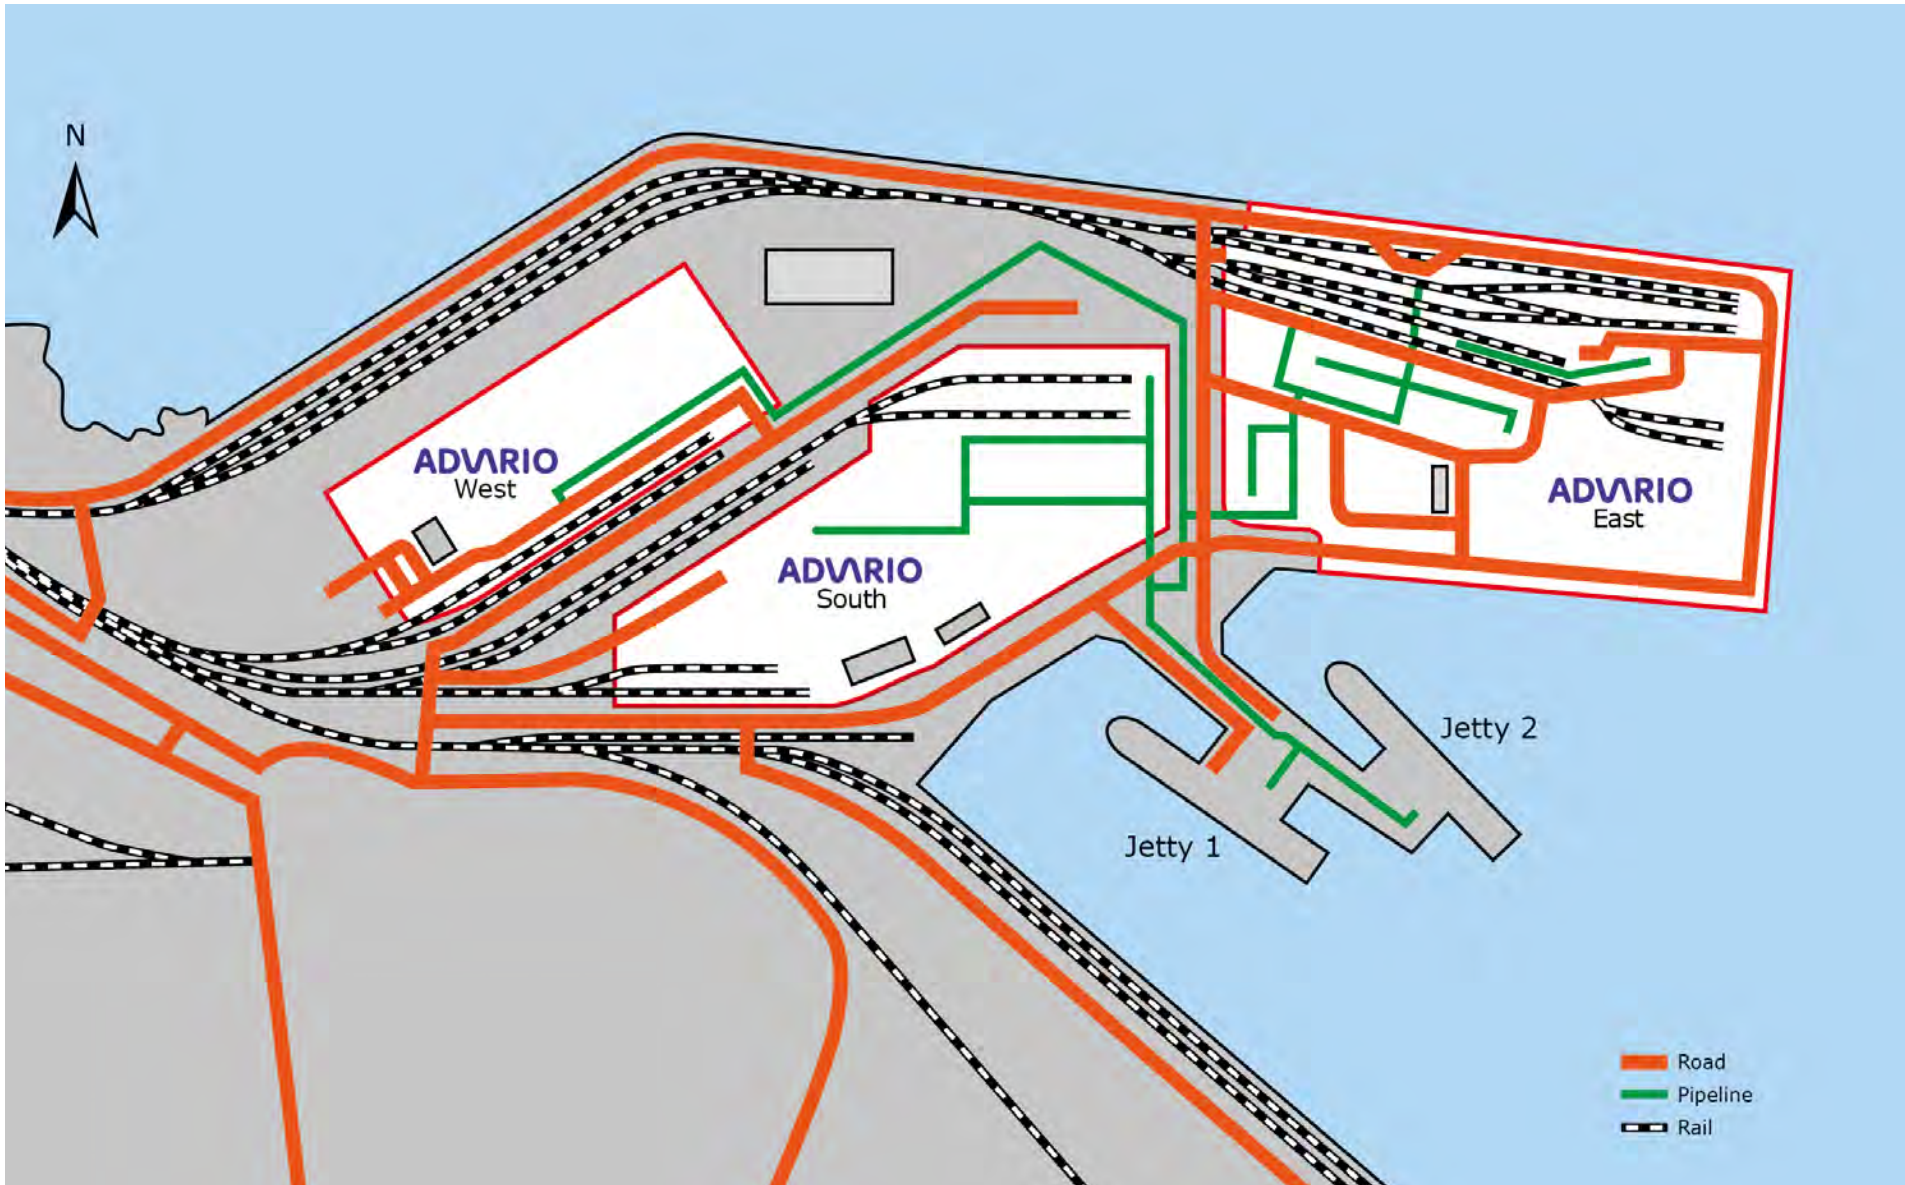 N
ADVARIO
West
ADVARIO
South
ADVARIO
East
Jetty 2
Jetty 1
Road
Pipeline
Rail